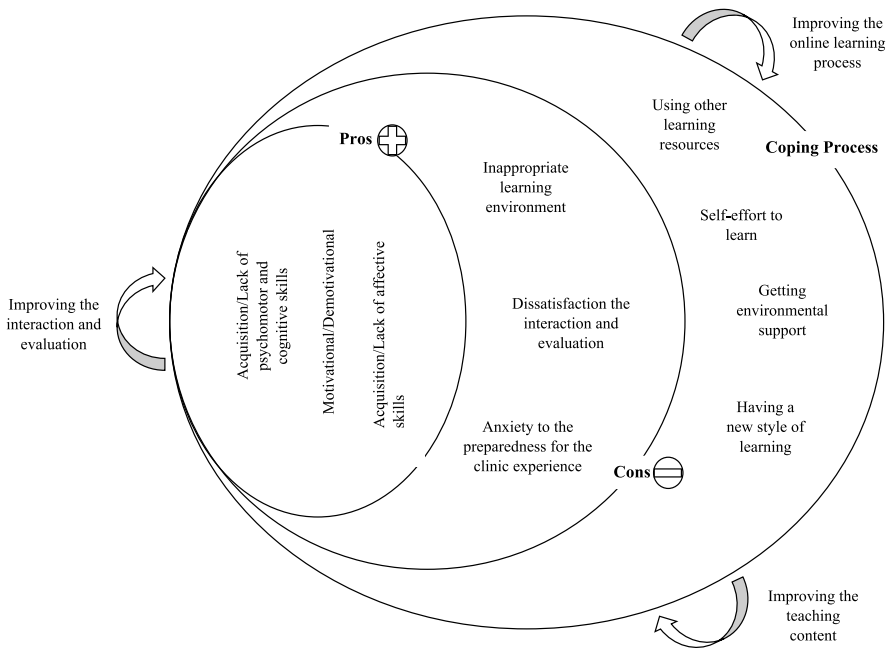 Improving the
online learning
process
Using other
learning
resources
Coping Process
Pros
Inappropriate
learning
environment
Self-effort to
learn
Acquisition/Lack of
psychomotor and
cognitive skills
Motivational/Demotivational
Acquisition/Lack of affective
skills
Improving the
interaction and
evaluation
Dissatisfaction the
interaction and
evaluation
Getting
environmental
support
Having a
new style of
learning
Anxiety to the
preparedness for the
clinic experience
Cons
Improving the
teaching
content